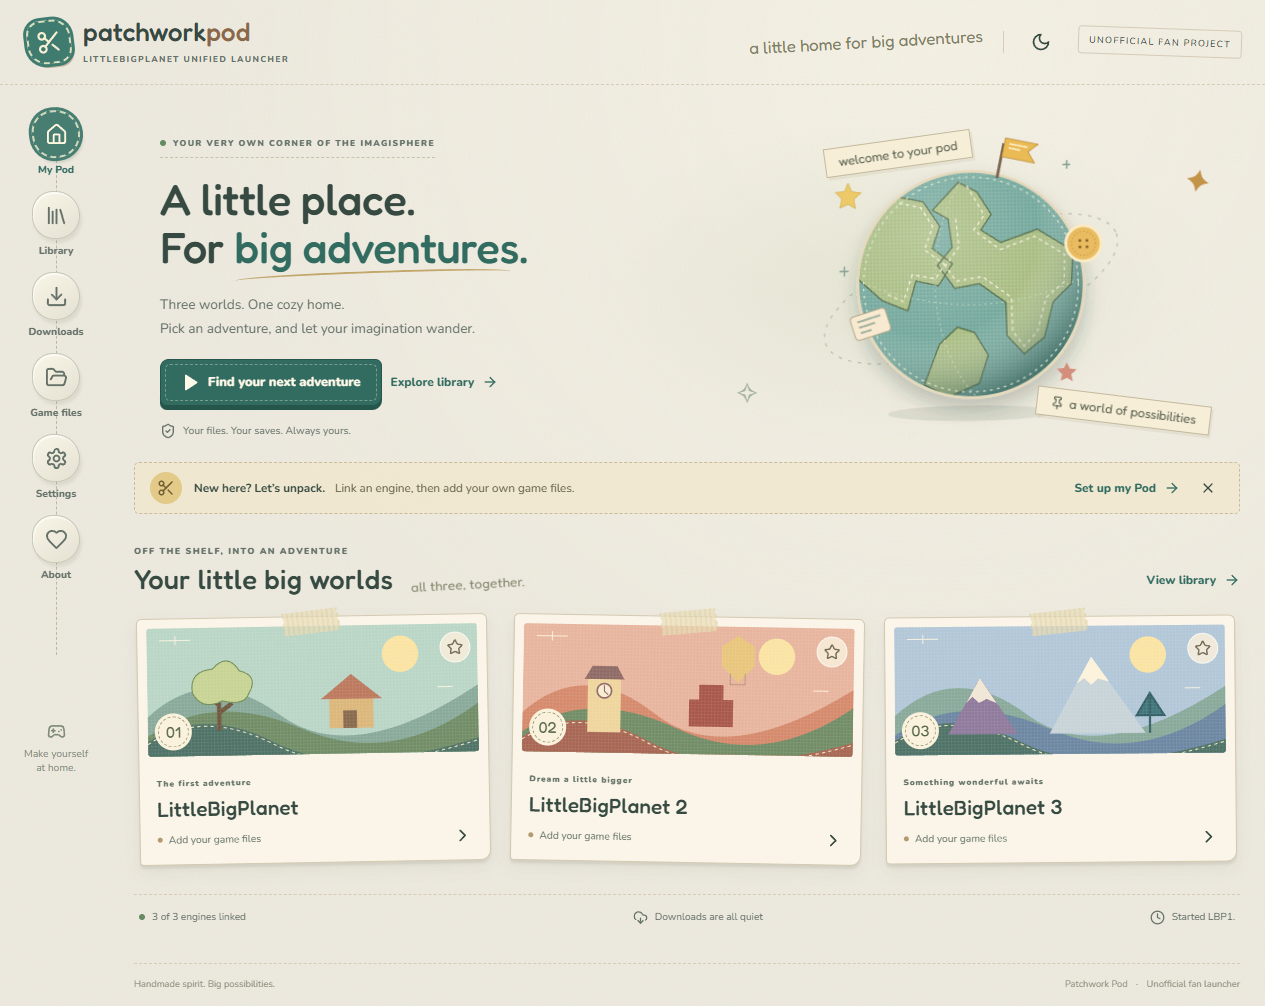 patchworkpod
LITTLEBIGPLANET UNIFIED LAUNCHER
a little home for big adventures
UNOFFICIAL FAN PROJECT
My Pod
Library
Downloads
Game files
Settings
About
Make yourself
at home.
YOUR VERY OWN CORNER OF THE IMAGISPHERE
A little place.
For big adventures.
Three worlds. One cozy home.
Pick an adventure, and let your imagination wander.
Find your next adventure
Explore library
Your files. Your saves. Always yours.
welcome to your pod
a world of possibilities
New here? Let's unpack. Link an engine, then add your own game files.
Set up my Pod
OFF THE SHELF, INTO AN ADVENTURE
Your little big worlds
all three, together.
View library
01
The first adventure
LittleBigPlanet
Add your game files
02
Dream a little bigger
LittleBigPlanet 2
Add your game files
03
Something wonderful awaits
LittleBigPlanet 3
Add your game files
3 of 3 engines linked
Downloads are all quiet
Started LBP1.
Handmade spirit. Big possibilities.
Patchwork Pod · Unofficial fan launcher